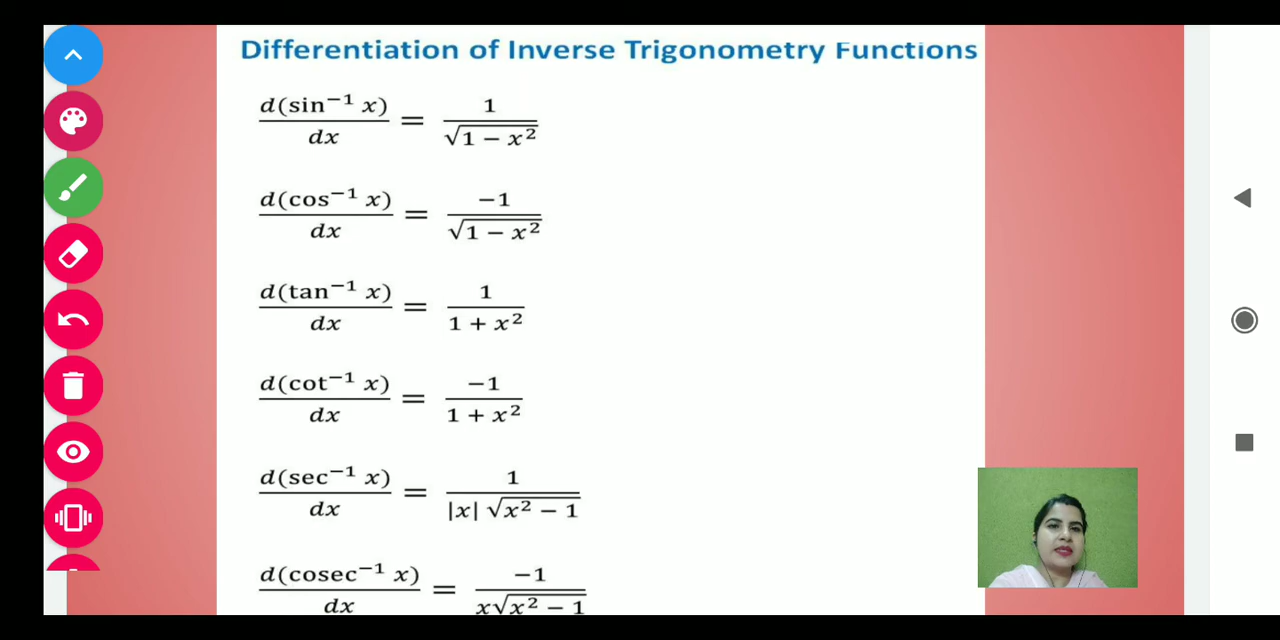 Differentiation of Inverse Trigonometry Functions
d(sin⁻¹ x)/dx = 1/√(1 − x²)
d(cos⁻¹ x)/dx = −1/√(1 − x²)
d(tan⁻¹ x)/dx = 1/(1 + x²)
d(cot⁻¹ x)/dx = −1/(1 + x²)
d(sec⁻¹ x)/dx = 1/(|x| √(x² − 1))
d(cosec⁻¹ x)/dx = −1/(x√(x² − 1))